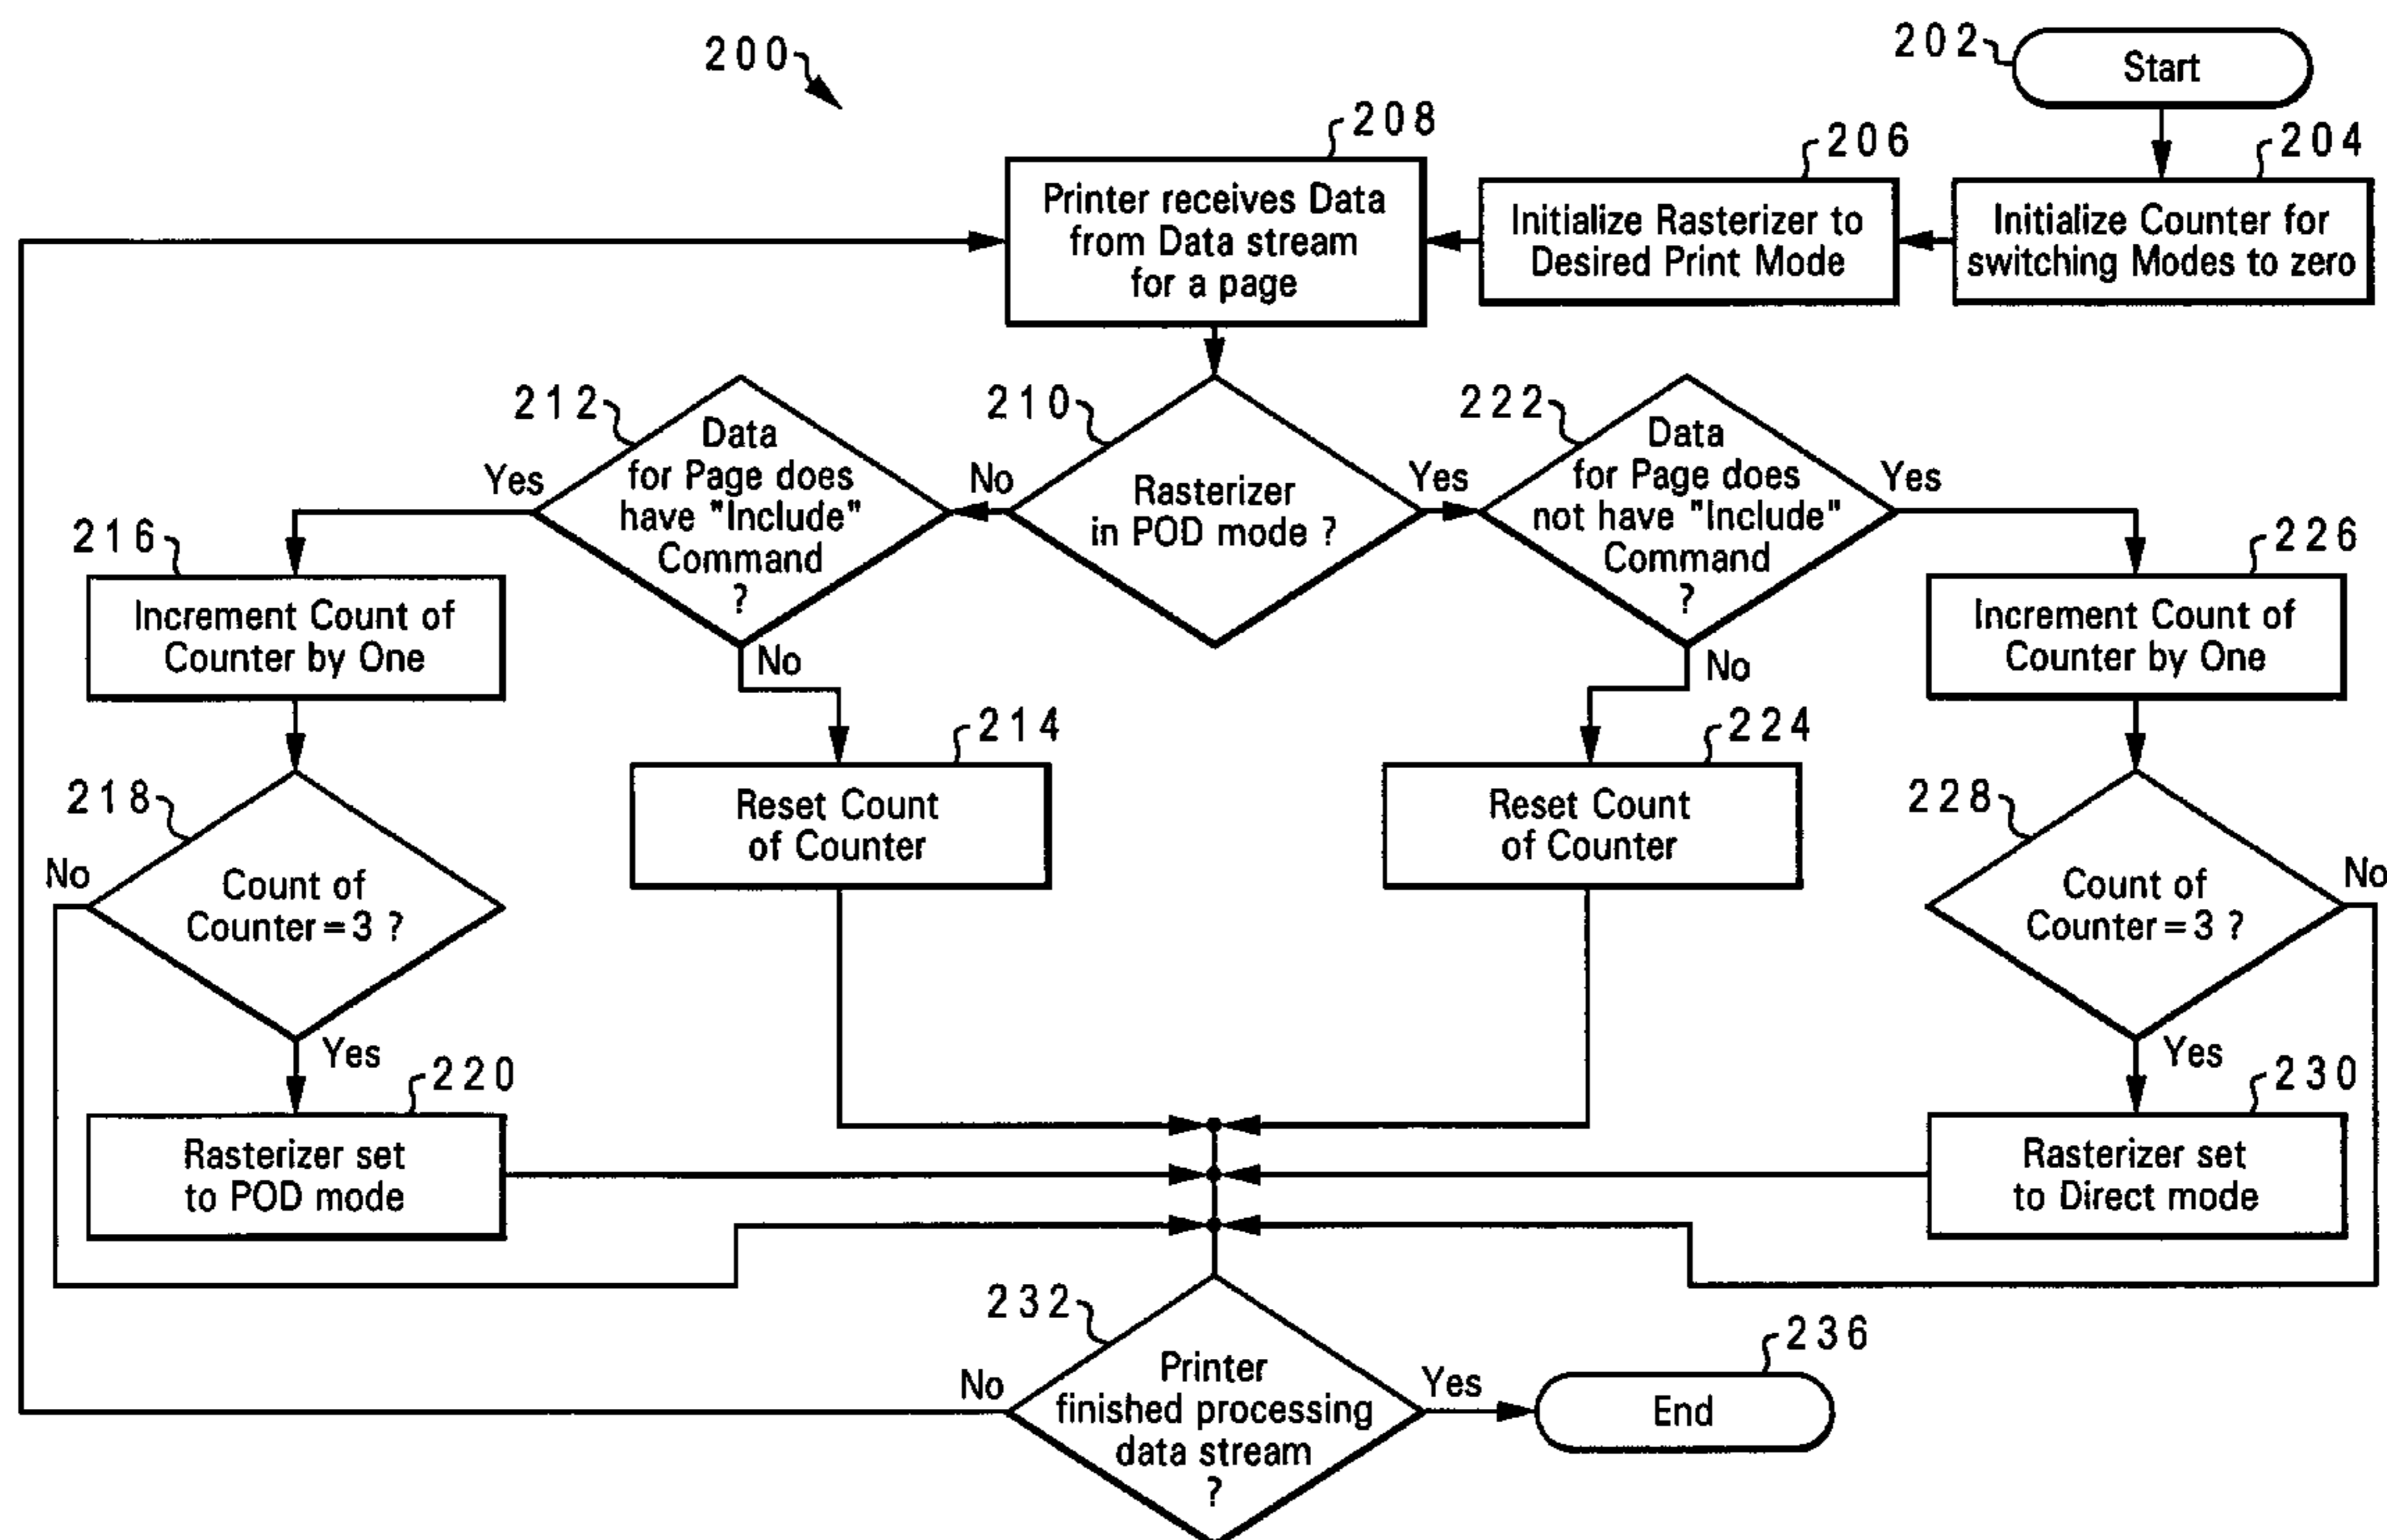 200
202
Start
208
206
204
Printer receives Data
from Data stream
for a page
Initialize Rasterizer to
Desired Print Mode
Initialize Counter for
switching Modes to zero
212
Data
for Page does
have "Include"
Command
?
Yes
No
210
Rasterizer
in POD mode ?
Yes
No
222
Data
for Page does
not have "Include"
Command
?
Yes
No
216
Increment Count of
Counter by One
226
Increment Count of
Counter by One
214
Reset Count
of Counter
224
Reset Count
of Counter
218
No
Count of
Counter=3 ?
Yes
228
Count of
Counter=3 ?
No
Yes
220
Rasterizer set
to POD mode
230
Rasterizer set
to Direct mode
232
No
Printer
finished processing
data stream
?
Yes
236
End